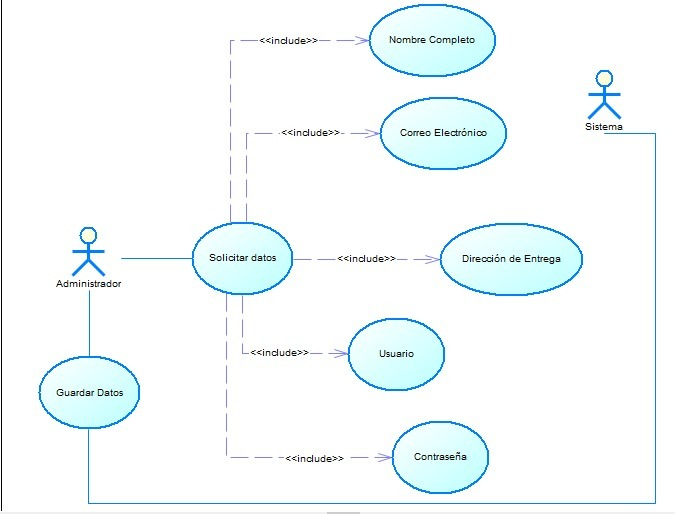 <<include>>
Nombre Completo
<<include>>
Correo Electrónico
Sistema
Solicitar datos
<<include>>
Dirección de Entrega
Administrador
<<include>>
Usuario
Guardar Datos
<<include>>
Contraseña